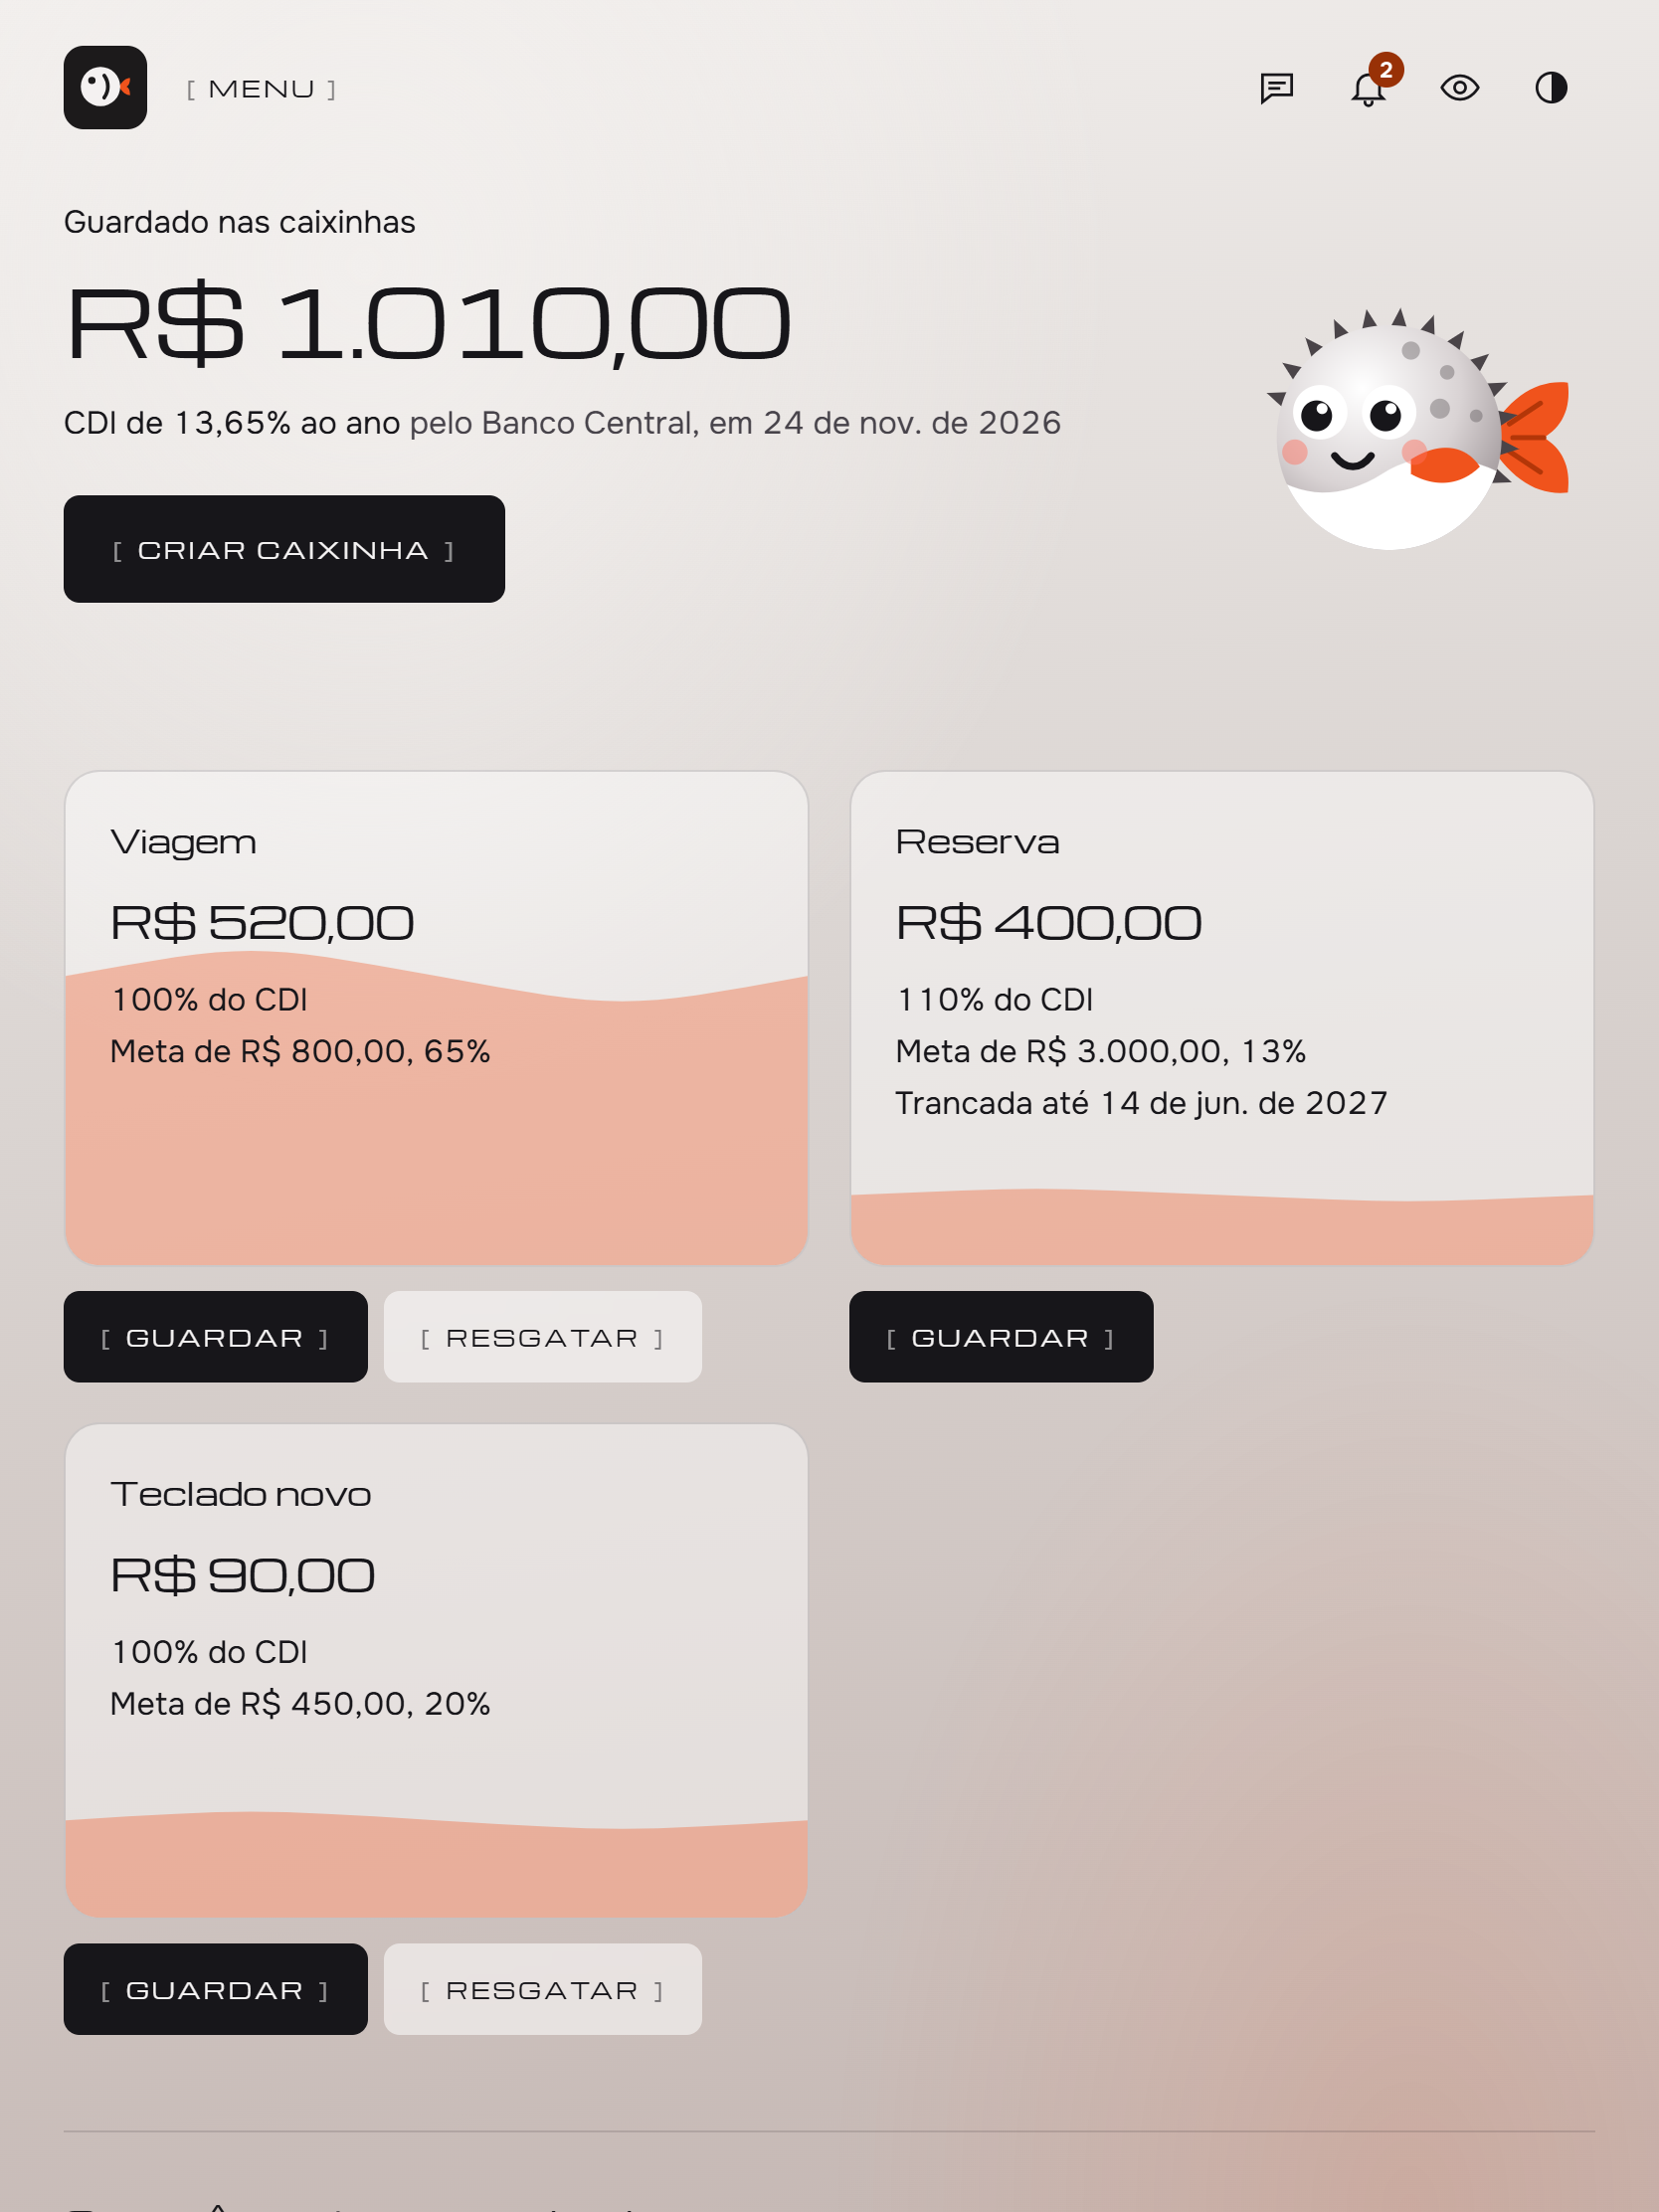 [ MENU ]
2
Guardado nas caixinhas
R$ 1.010,00
CDI de 13,65% ao ano pelo Banco Central, em 24 de nov. de 2026
[ CRIAR CAIXINHA ]
Viagem
R$ 520,00
100% do CDI
Meta de R$ 800,00, 65%
[ GUARDAR ]
[ RESGATAR ]
Reserva
R$ 400,00
110% do CDI
Meta de R$ 3.000,00, 13%
Trancada até 14 de jun. de 2027
[ GUARDAR ]
Teclado novo
R$ 90,00
100% do CDI
Meta de R$ 450,00, 20%
[ GUARDAR ]
[ RESGATAR ]